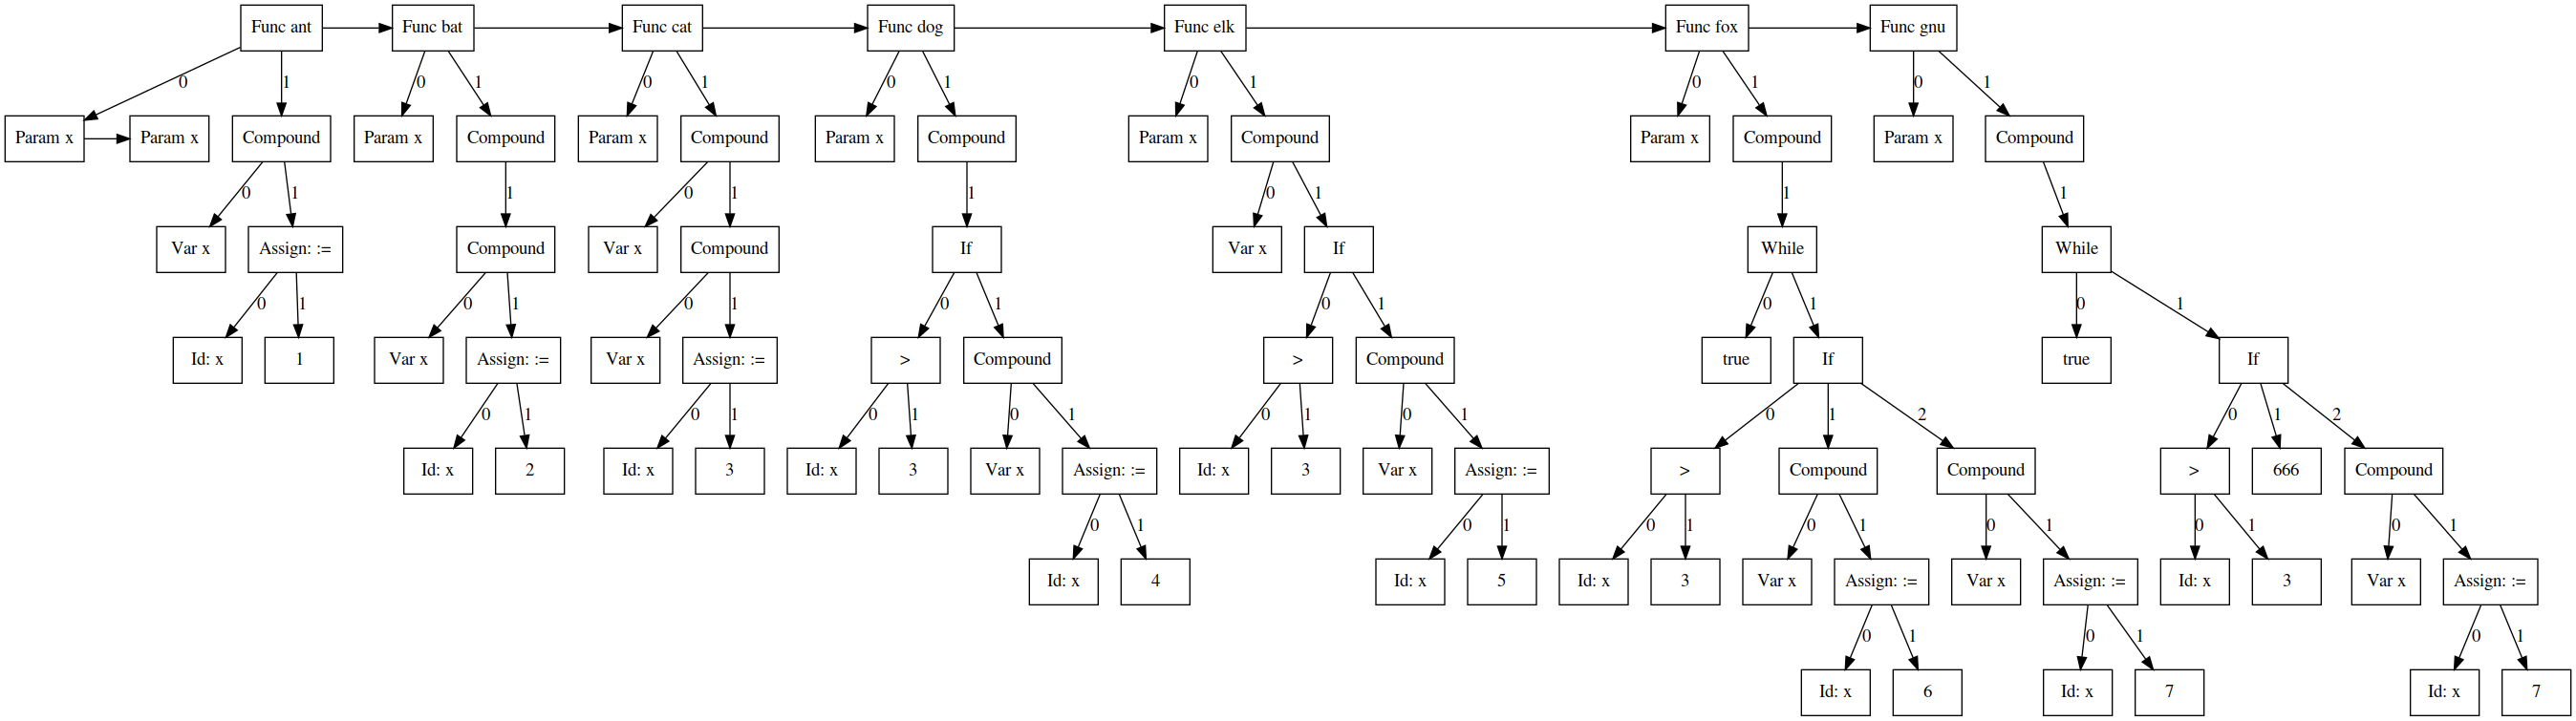 Func ant
Func bat
Func cat
Func dog
Func elk
Func fox
Func gnu
0
1
0
1
0
1
0
1
0
1
0
1
0
1
Param x
Param x
Compound
Param x
Compound
Param x
Compound
Param x
Compound
Param x
Compound
Param x
Compound
Param x
Compound
0
1
1
0
1
1
0
1
1
1
Var x
Assign: :=
Compound
Var x
Compound
If
Var x
If
While
While
0
1
0
1
0
1
0
1
0
1
0
1
0
1
Id: x
1
Var x
Assign: :=
Var x
Assign: :=
>
Compound
>
Compound
true
If
true
If
0
1
0
1
0
1
0
1
0
1
0
1
0
1
2
0
1
2
Id: x
2
Id: x
3
Id: x
3
Var x
Assign: :=
Id: x
3
Var x
Assign: :=
>
Compound
Compound
>
666
Compound
0
1
0
1
0
1
0
1
0
1
0
1
0
1
Id: x
4
Id: x
5
Id: x
3
Var x
Assign: :=
Var x
Assign: :=
Id: x
3
Var x
Assign: :=
0
1
0
1
0
1
Id: x
6
Id: x
7
Id: x
7